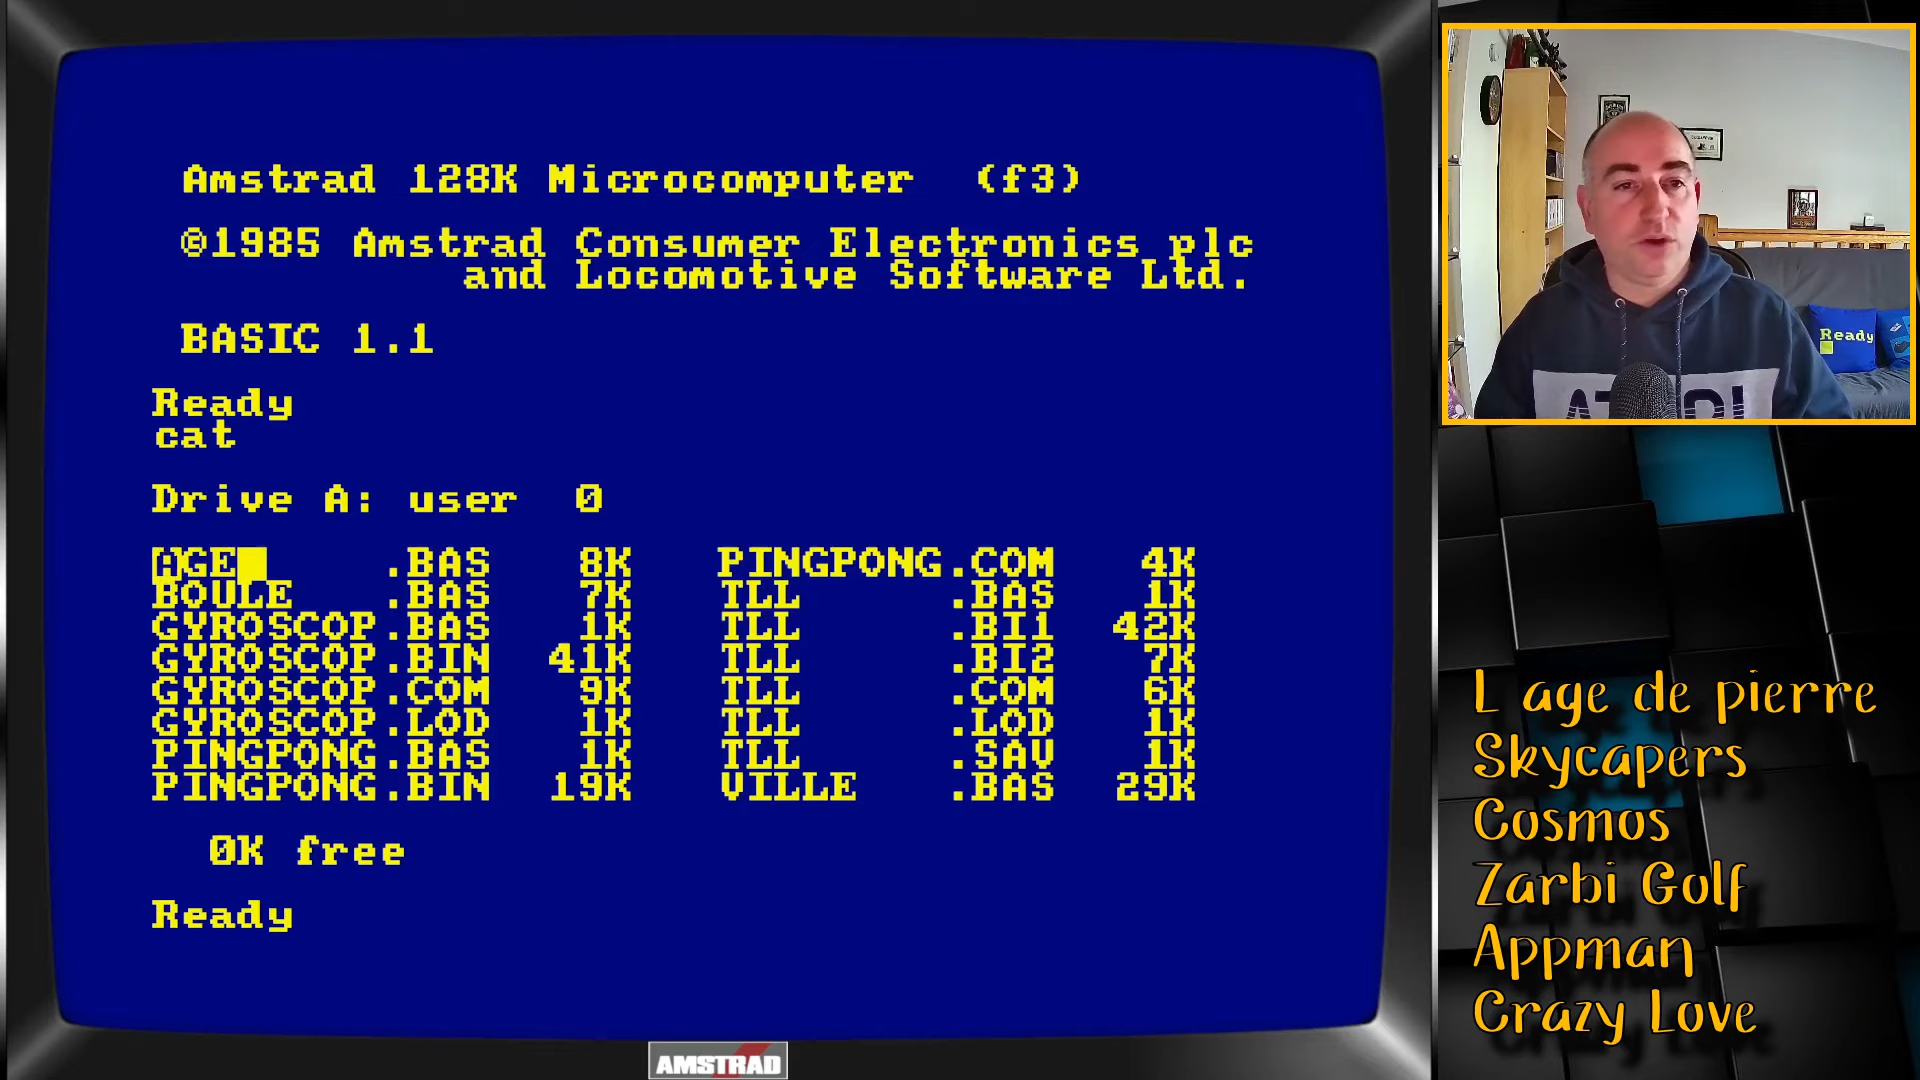 Amstrad 128K Microcomputer (f3)
©1985 Amstrad Consumer Electronics plc
and Locomotive Software Ltd.
BASIC 1.1
Ready
cat
Drive A: user 0
AGE .BAS 8K PINGPONG.COM 4K
BOULE .BAS 7K TLL .BAS 1K
GYROSCOP.BAS 1K TLL .BI1 42K
GYROSCOP.BIN 41K TLL .BI2 7K
GYROSCOP.COM 9K TLL .COM 6K
GYROSCOP.LOD 1K TLL .LOD 1K
PINGPONG.BAS 1K TLL .SAV 1K
PINGPONG.BIN 19K VILLE .BAS 29K
0K free
Ready
AMSTRAD
Ready
L age de pierre
Skycapers
Cosmos
Zarbi Golf
Appman
Crazy Love